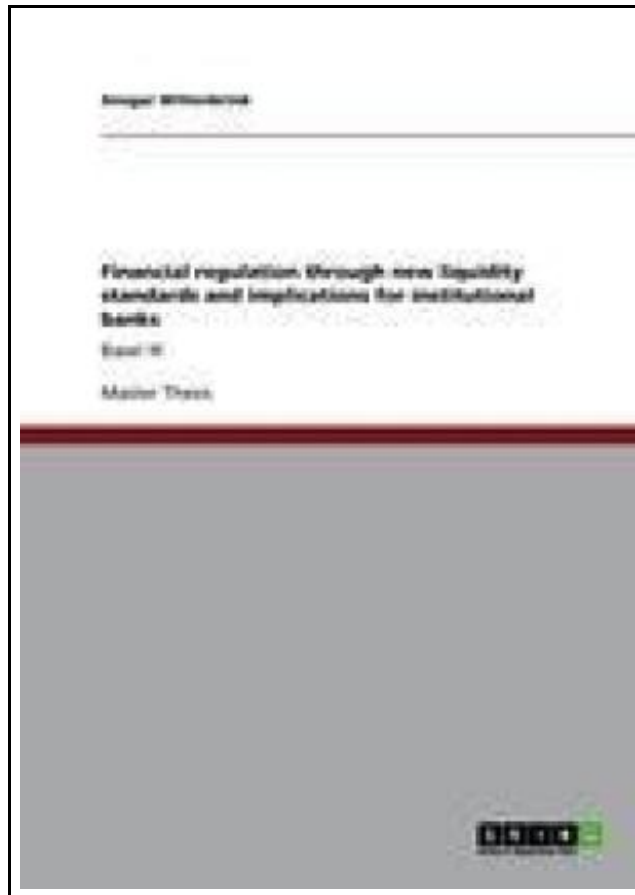 Financial regulation through new liquidity
standards and implications for institutional
banks
Basel III
Master Thesis